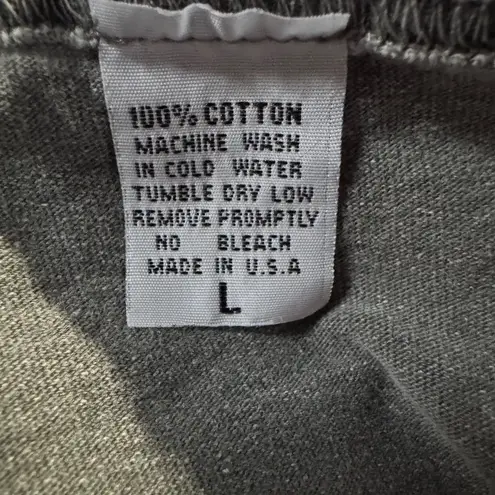 100% COTTON
MACHINE WASH
IN COLD WATER
TUMBLE DRY LOW
REMOVE PROMPTLY
NO BLEACH
MADE IN U.S.A
L